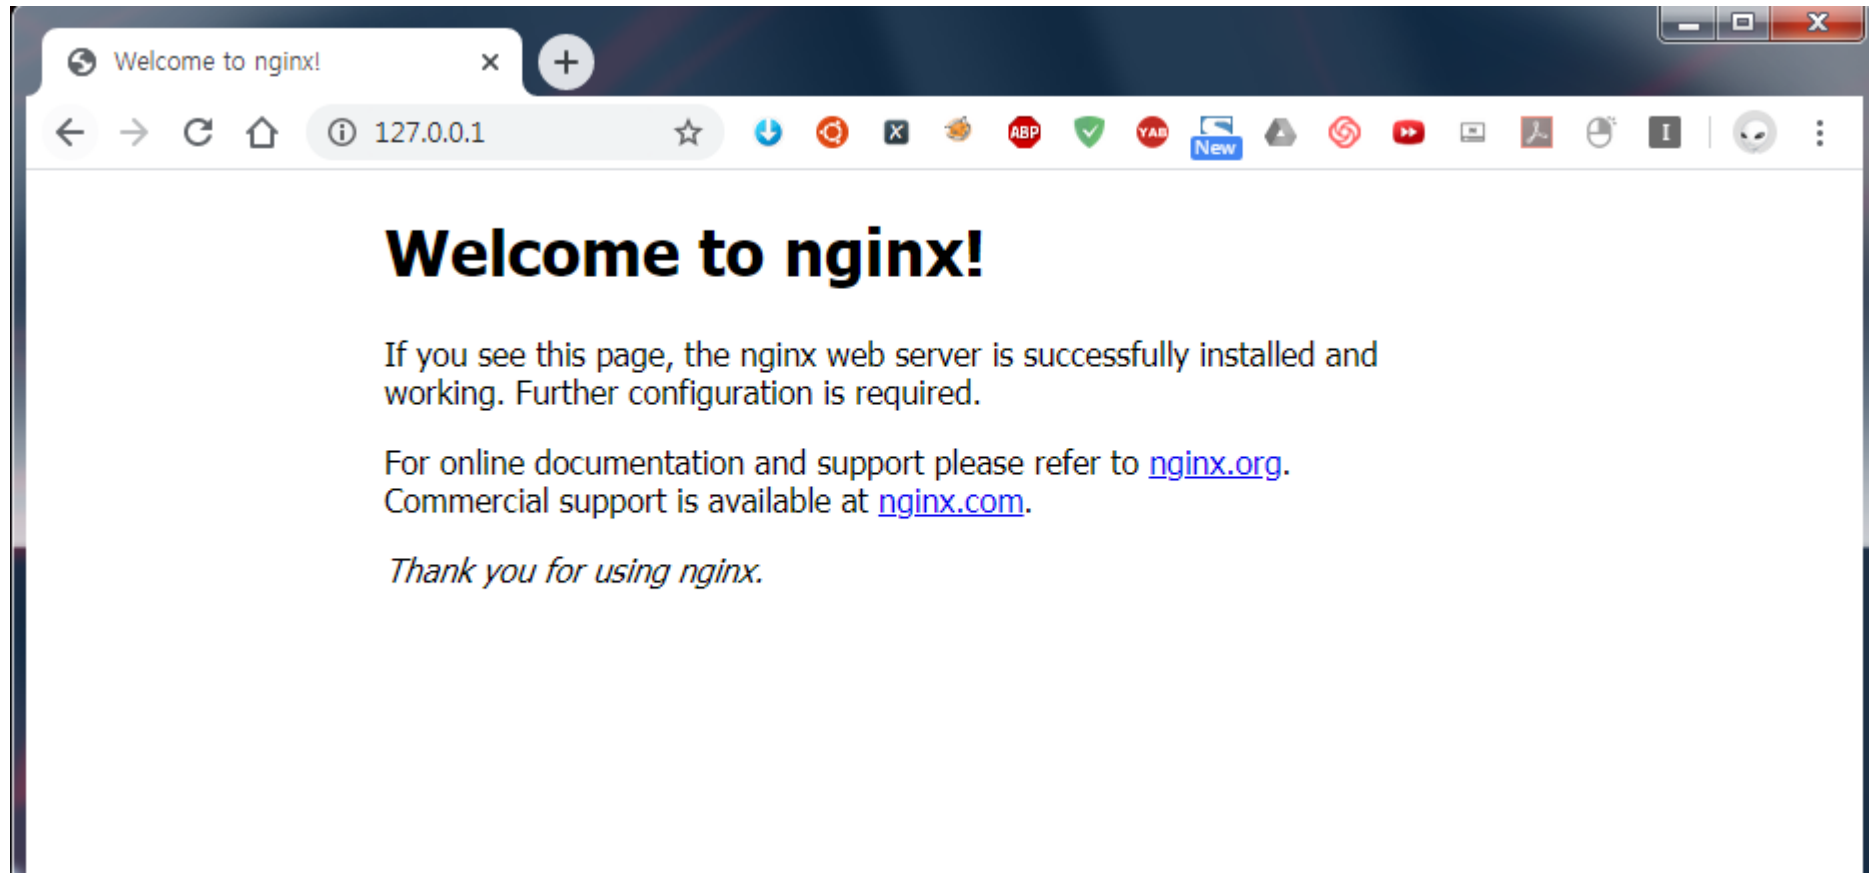 Welcome to nginx!
127.0.0.1
ABP
YAB
New
I
Welcome to nginx!
If you see this page, the nginx web server is successfully installed and
working. Further configuration is required.
For online documentation and support please refer to nginx.org.
Commercial support is available at nginx.com.
Thank you for using nginx.